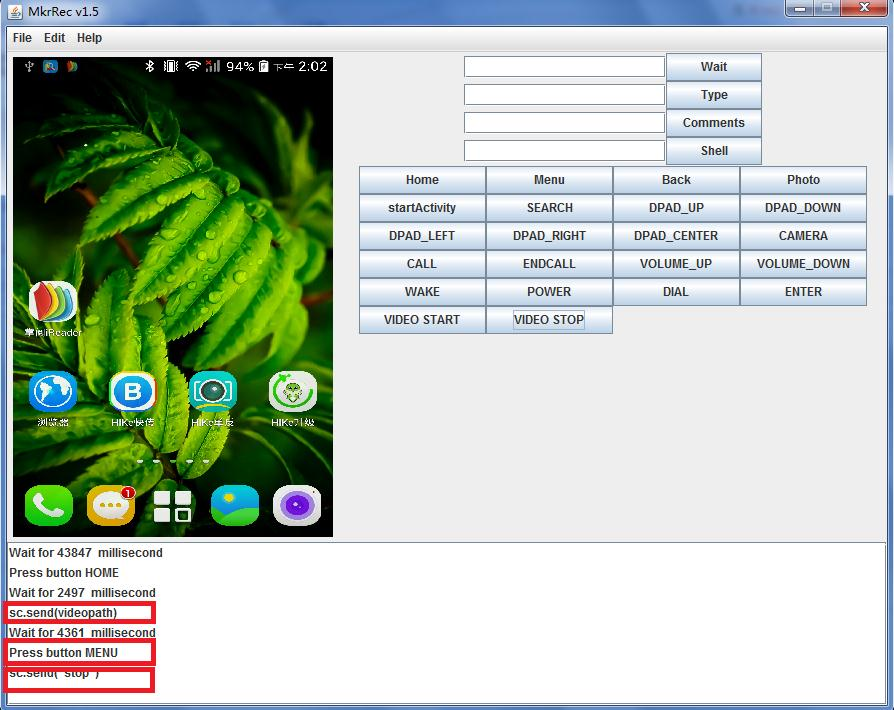 MkrRec v1.5
File Edit Help
94% 下午 2:02
掌阅iReader
浏览器 HiKe快传 HiKe军友 HiKe升级
1
Wait
Type
Comments
Shell
Home Menu Back Photo
startActivity SEARCH DPAD_UP DPAD_DOWN
DPAD_LEFT DPAD_RIGHT DPAD_CENTER CAMERA
CALL ENDCALL VOLUME_UP VOLUME_DOWN
WAKE POWER DIAL ENTER
VIDEO START VIDEO STOP
Wait for 43847 millisecond
Press button HOME
Wait for 2497 millisecond
sc.send(videopath)
Wait for 4361 millisecond
Press button MENU
sc.send("stop")